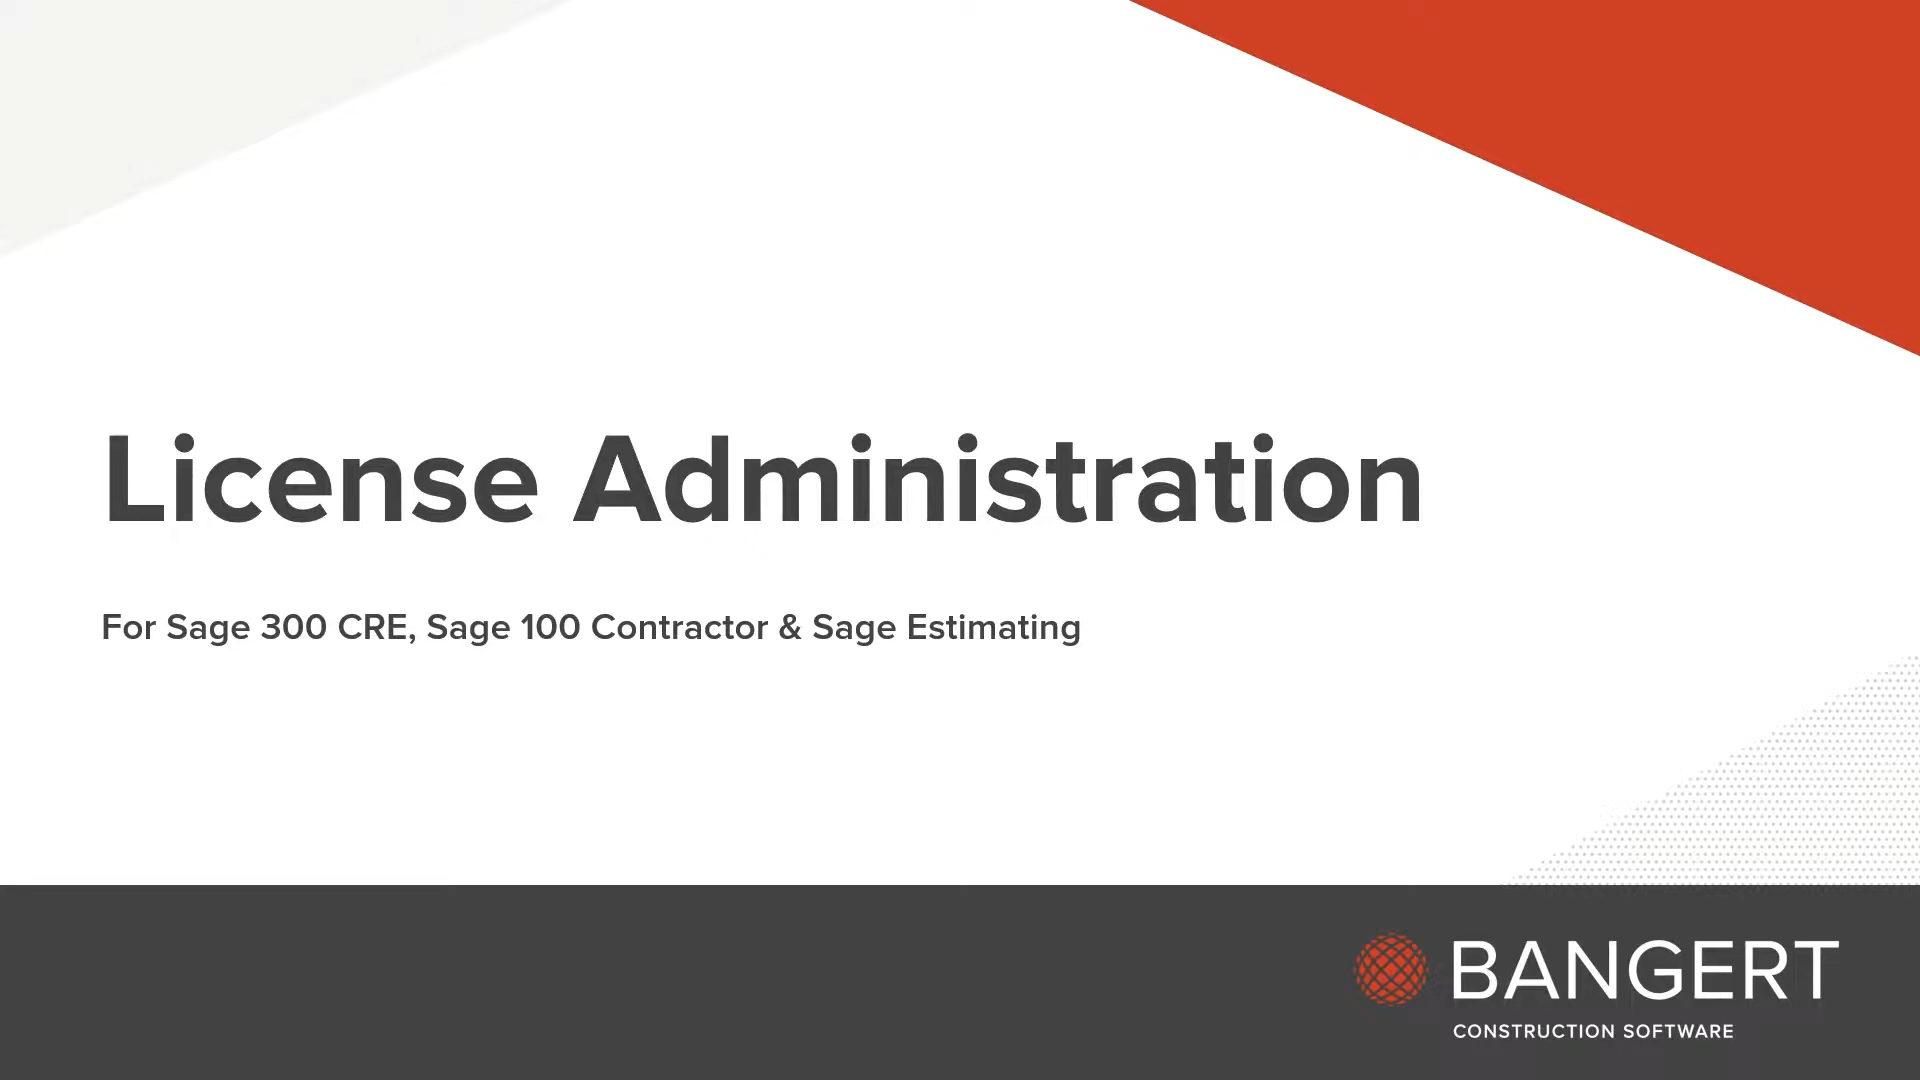 License Administration
For Sage 300 CRE, Sage 100 Contractor & Sage Estimating
BANGERT
CONSTRUCTION SOFTWARE